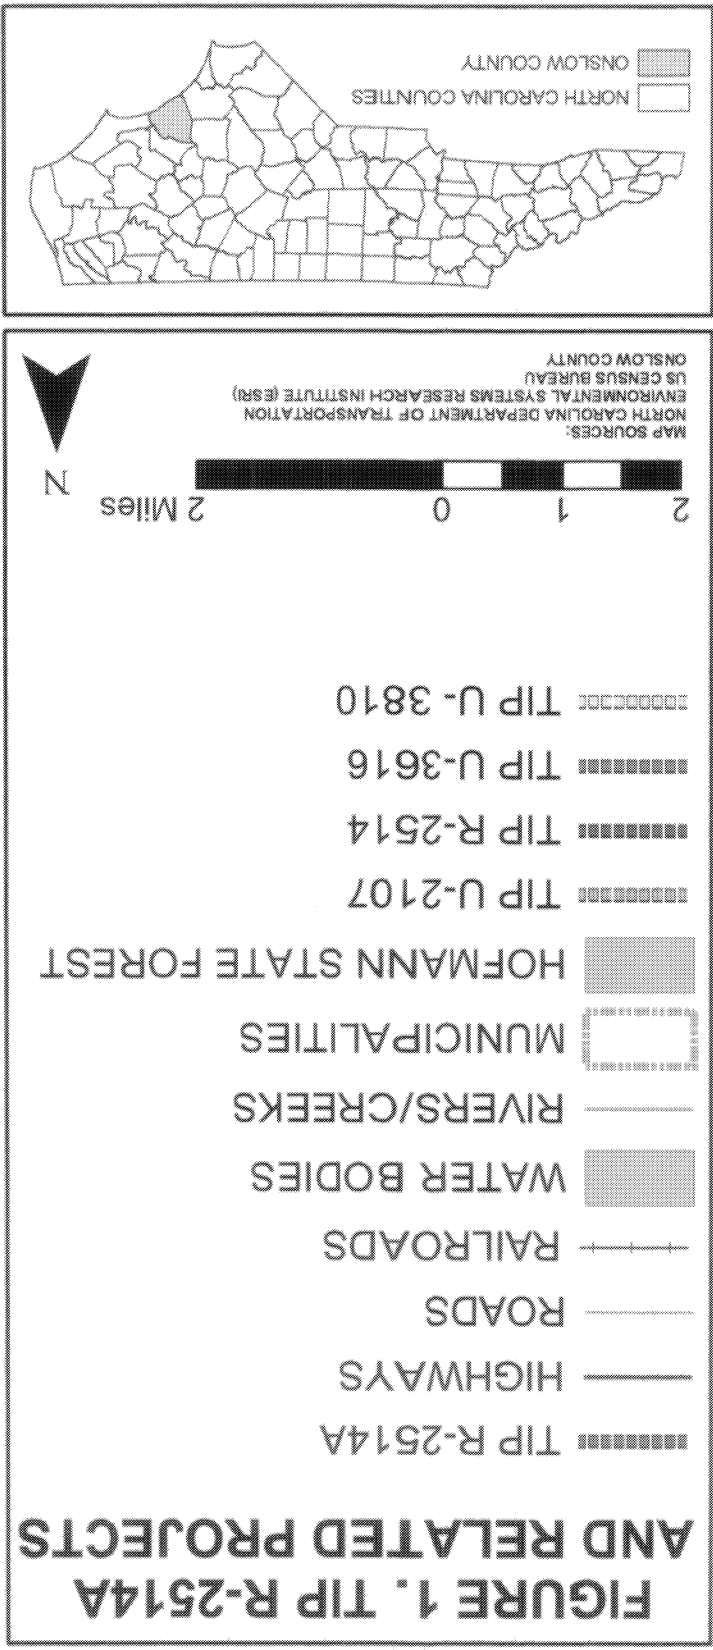 FIGURE 1. TIP R-2514A
AND RELATED PROJECTS
TIP R-2514A
HIGHWAYS
ROADS
RAILROADS
WATER BODIES
RIVERS/CREEKS
MUNICIPALITIES
HOFMANN STATE FOREST
TIP U-2107
TIP R-2514
TIP U-3616
TIP U- 3810
2 1 0 2 Miles
N
MAP SOURCES:
NORTH CAROLINA DEPARTMENT OF TRANSPORTATION
ENVIRONMENTAL SYSTEMS RESEARCH INSTITUTE (ESRI)
US CENSUS BUREAU
ONSLOW COUNTY
NORTH CAROLINA COUNTIES
ONSLOW COUNTY